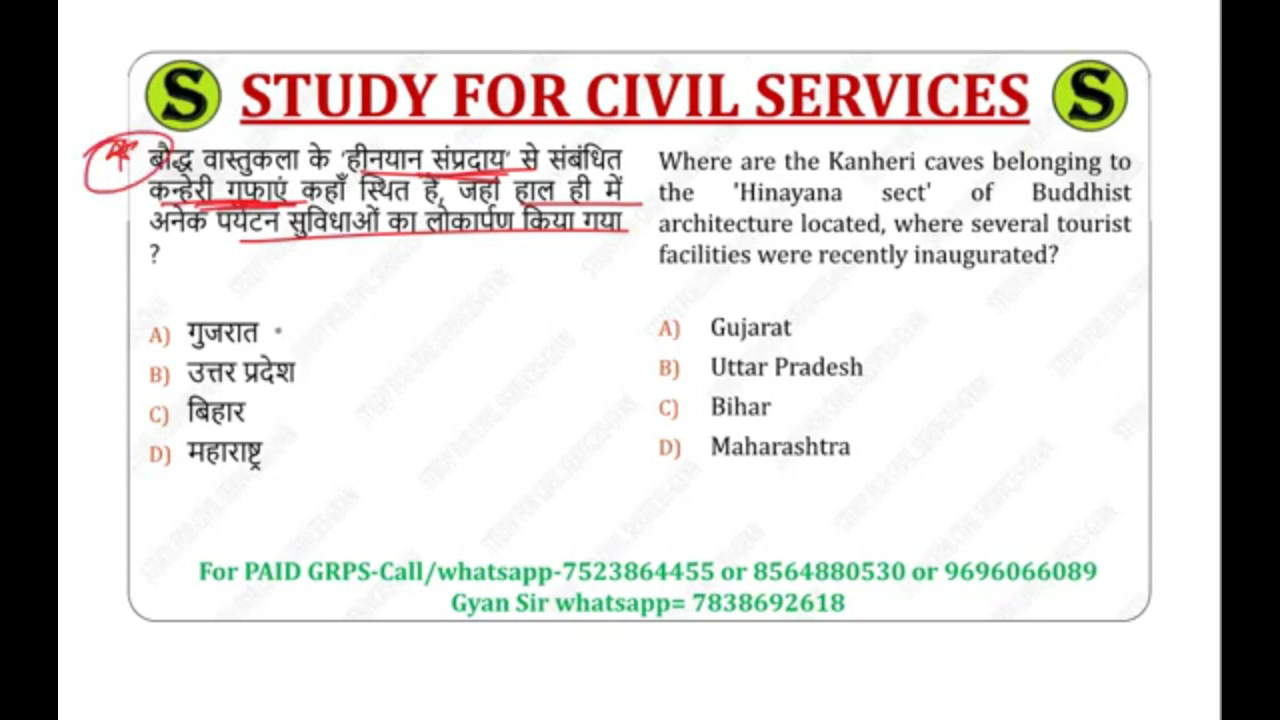 S STUDY FOR CIVIL SERVICES S
बौद्ध वास्तुकला के 'हीनयान संप्रदाय' से संबंधित
कन्हेरी गुफाएं कहाँ स्थित है, जहां हाल ही में
अनेक पर्यटन सुविधाओं का लोकार्पण किया गया
?
A) गुजरात
B) उत्तर प्रदेश
C) बिहार
D) महाराष्ट्र
Where are the Kanheri caves belonging to
the 'Hinayana sect' of Buddhist
architecture located, where several tourist
facilities were recently inaugurated?
A) Gujarat
B) Uttar Pradesh
C) Bihar
D) Maharashtra
For PAID GRPS-Call/whatsapp-7523864455 or 8564880530 or 9696066089
Gyan Sir whatsapp= 7838692618